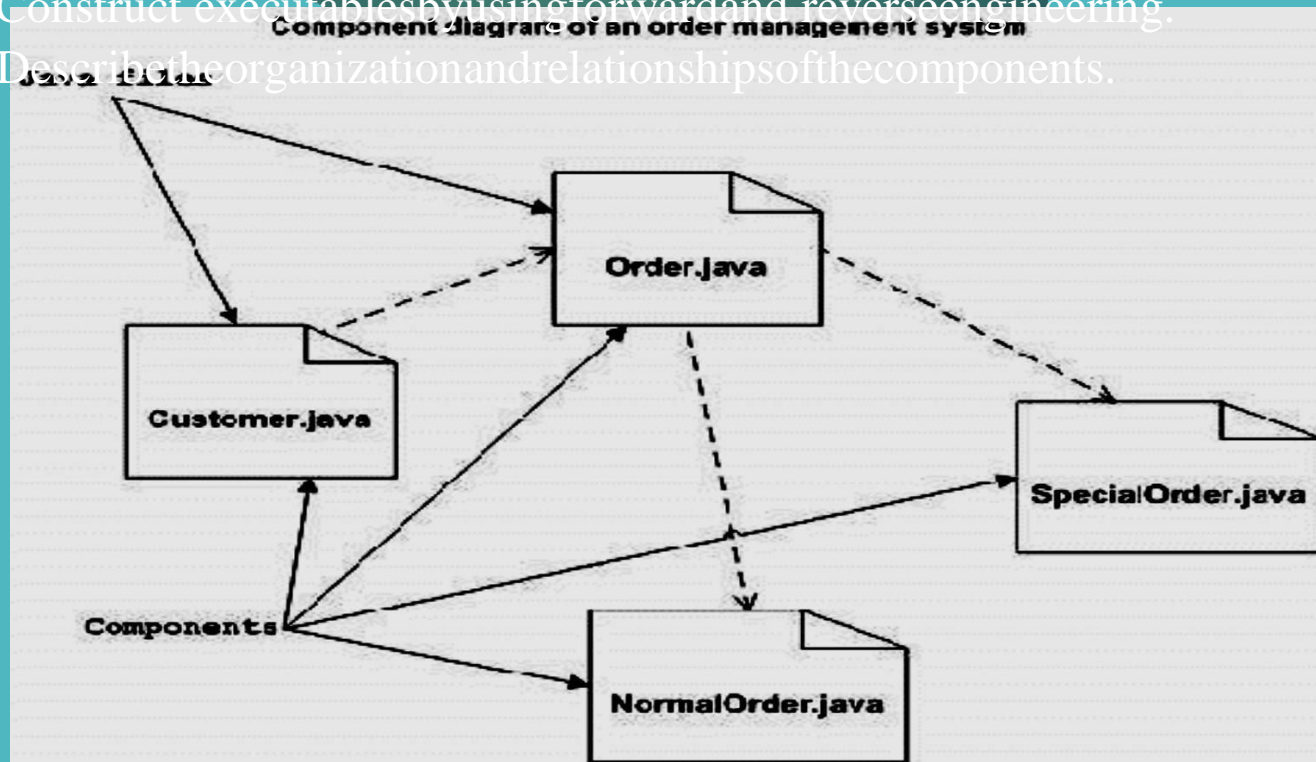 Construct executablesbyusingforwardand reverseengineering.
Component diagram of an order management system
Describetheorganizationandrelationshipsofthecomponents.
Order.java
Customer.java
SpecialOrder.java
Components
NormalOrder.java